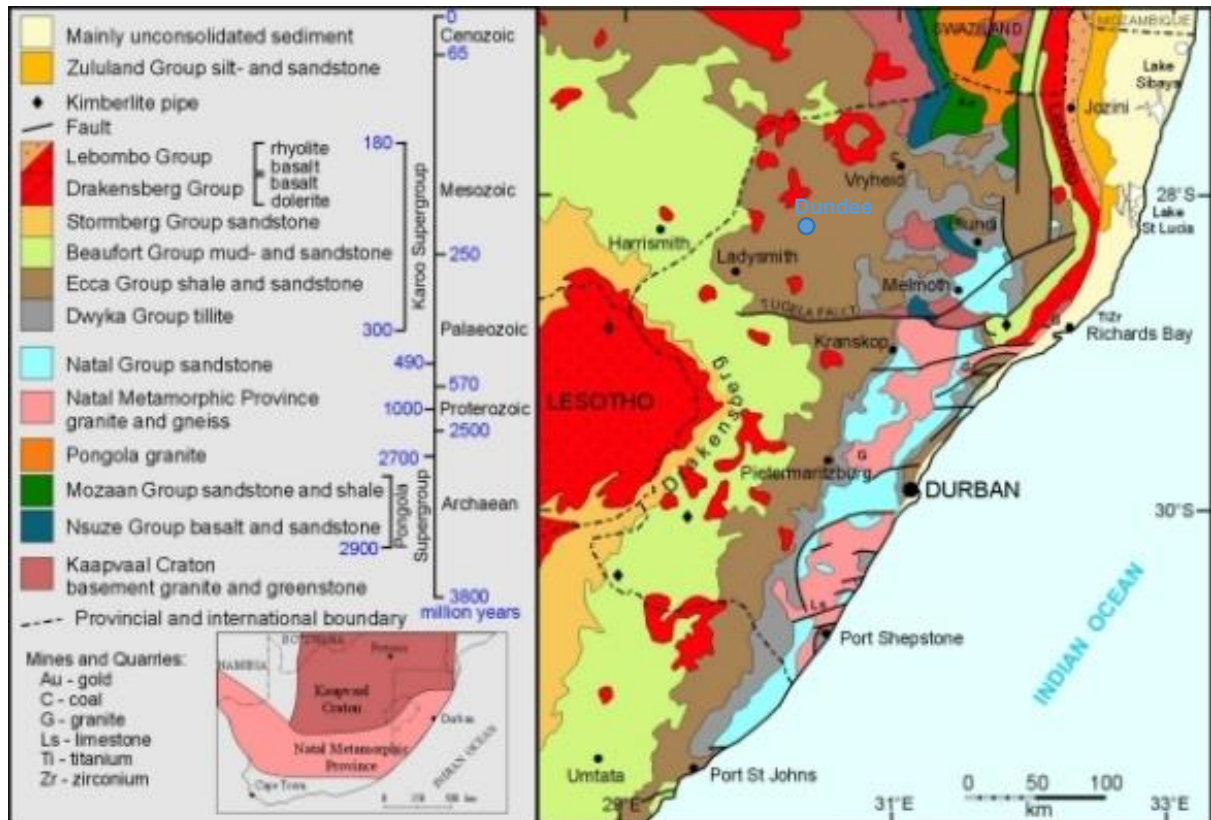 Mainly unconsolidated sediment
Zululand Group silt- and sandstone
Kimberlite pipe
Fault
Lebombo Group
Drakensberg Group
rhyolite
basalt
basalt
dolerite
Stormberg Group sandstone
Beaufort Group mud- and sandstone
Ecca Group shale and sandstone
Dwyka Group tillite
Natal Group sandstone
Natal Metamorphic Province
granite and gneiss
Pongola granite
Mozaan Group sandstone and shale
Nsuze Group basalt and sandstone
Kaapvaal Craton
basement granite and greenstone
Provincial and international boundary
0
Cenozoic
65
180
Mesozoic
250
Karoo Supergroup
Palaeozoic
300
490
570
1000
Proterozoic
2500
2700
Pongola
Supergroup
Archaean
2900
3800
million years
Mines and Quarries:
Au - gold
C - coal
G - granite
Ls - limestone
Ti - titanium
Zr - zirconium
BOTSWANA
NAMIBIA
Kaapvaal
Craton
Durban
Natal Metamorphic
Province
INDIAN OCEAN
Cape Town
SWAZILAND
MOZAMBIQUE
Lake
Sibaya
Jozini
Lebombo
C
Vryheid
28°S
Dundee
Lake
St Lucia
Harrismith
Ulundi
Ladysmith
Melmoth
TUGELA FAULT
TiZr
Richards Bay
Kranskop
LESOTHO
Drakensberg
G
Pietermaritzburg
DURBAN
30°S
INDIAN OCEAN
Ls
Port Shepstone
Umtata
Port St Johns
29°E
31°E
0 50 100
km
33°E